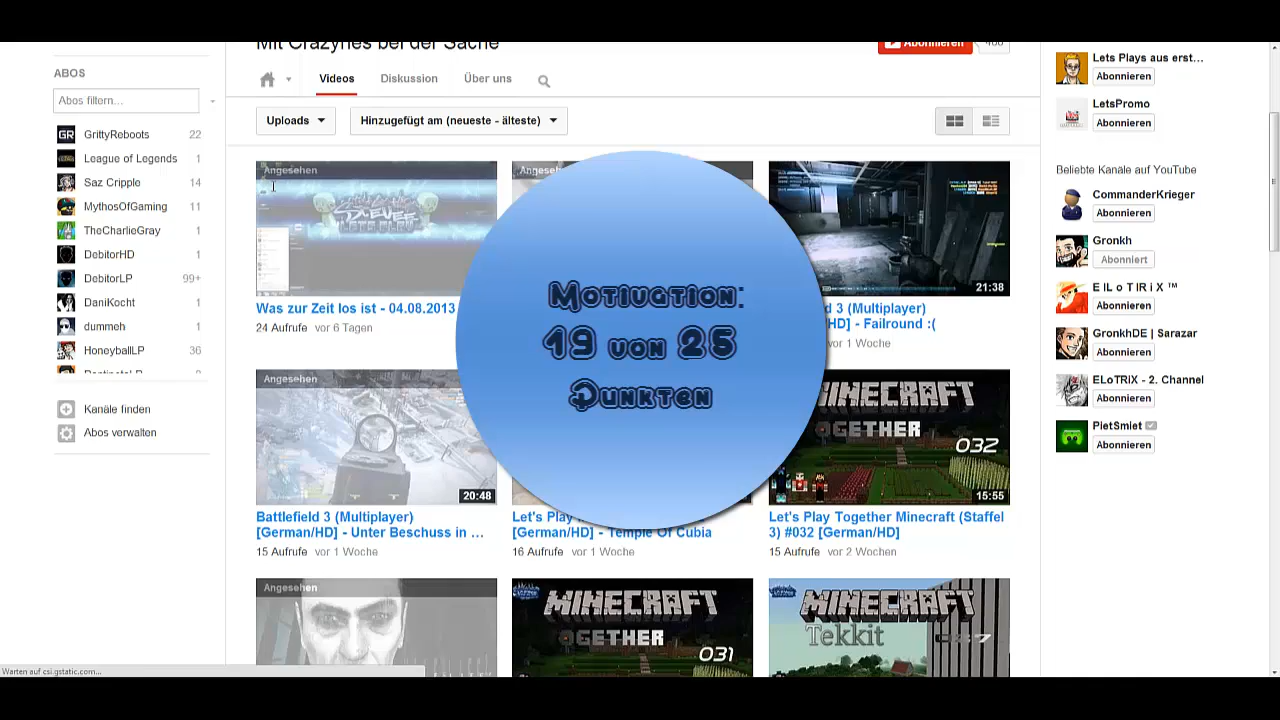 Mit Crazynes bei der Sache
Abonnieren
ABOS
Abos filtern...
GrittyReboots 22
League of Legends 1
Saz Cripple 14
MythosOfGaming 11
TheCharlieGray 1
DebitorHD 1
DebitorLP 99+
DaniKocht 1
dummeh 1
HoneyballLP 36
Kanäle finden
Abos verwalten
Videos Diskussion Über uns
Uploads
Hinzugefügt am (neueste - älteste)
Angesehen
Was zur Zeit los ist - 04.08.2013
24 Aufrufe vor 6 Tagen
21:38
3 (Multiplayer)
HD] - Failround :(
vor 1 Woche
Motivation:
19 von 25
Punkten
Angesehen
20:48
Battlefield 3 (Multiplayer)
[German/HD] - Unter Beschuss in …
15 Aufrufe vor 1 Woche
Let's Play
[German/HD] - Temple Of Cubia
16 Aufrufe vor 1 Woche
MINECRAFT
TOGETHER
032
15:55
Let's Play Together Minecraft (Staffel
3) #032 [German/HD]
15 Aufrufe vor 2 Wochen
Angesehen
MINECRAFT
TOGETHER
031
MINECRAFT
Tekkit
Lets Plays aus erst...
Abonnieren
LetsPromo
Abonnieren
Beliebte Kanäle auf YouTube
CommanderKrieger
Abonnieren
Gronkh
Abonniert
E IL o T IR i X ™
Abonnieren
GronkhDE | Sarazar
Abonnieren
ELoTRiX - 2. Channel
Abonnieren
PietSmiet
Abonnieren
Warten auf csi.gstatic.com...